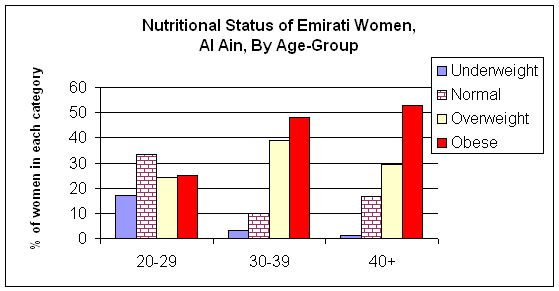 Nutritional Status of Emirati Women,
Al Ain, By Age-Group
% of women in each category
60
50
40
30
20
10
0
20-29
30-39
40+
Underweight
Normal
Overweight
Obese